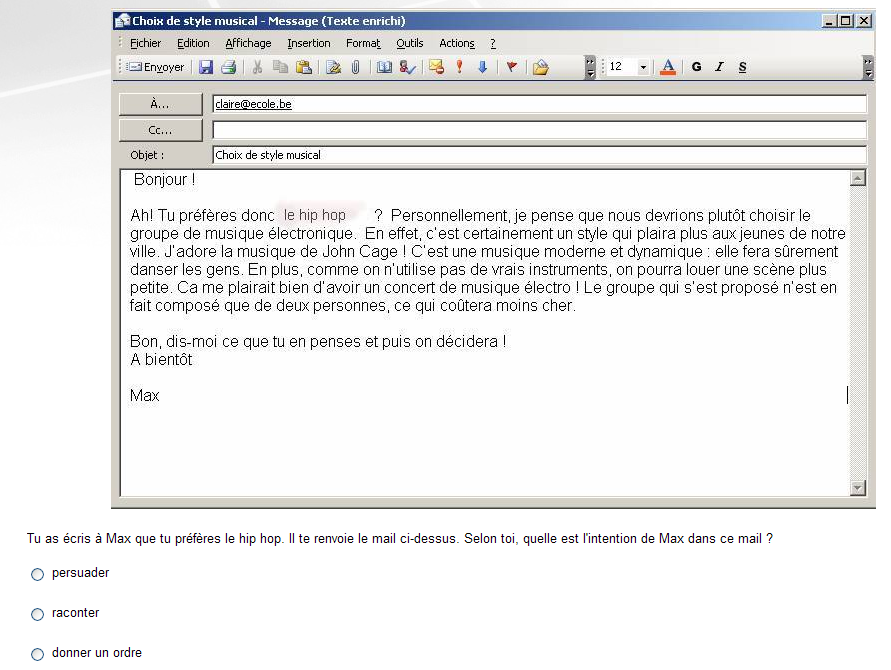 Choix de style musical - Message (Texte enrichi)
Fichier Edition Affichage Insertion Format Outils Actions ?
Envoyer 12 A G I S
À...
claire@ecole.be
Cc...
Objet :
Choix de style musical
Bonjour !
Ah! Tu préfères donc le hip hop ? Personnellement, je pense que nous devrions plutôt choisir le
groupe de musique électronique. En effet, c'est certainement un style qui plaira plus aux jeunes de notre
ville. J'adore la musique de John Cage ! C'est une musique moderne et dynamique : elle fera sûrement
danser les gens. En plus, comme on n'utilise pas de vrais instruments, on pourra louer une scène plus
petite. Ca me plairait bien d'avoir un concert de musique électro ! Le groupe qui s'est proposé n'est en
fait composé que de deux personnes, ce qui coûtera moins cher.
Bon, dis-moi ce que tu en penses et puis on décidera !
A bientôt
Max
Tu as écris à Max que tu préfères le hip hop. Il te renvoie le mail ci-dessus. Selon toi, quelle est l'intention de Max dans ce mail ?
persuader
raconter
donner un ordre